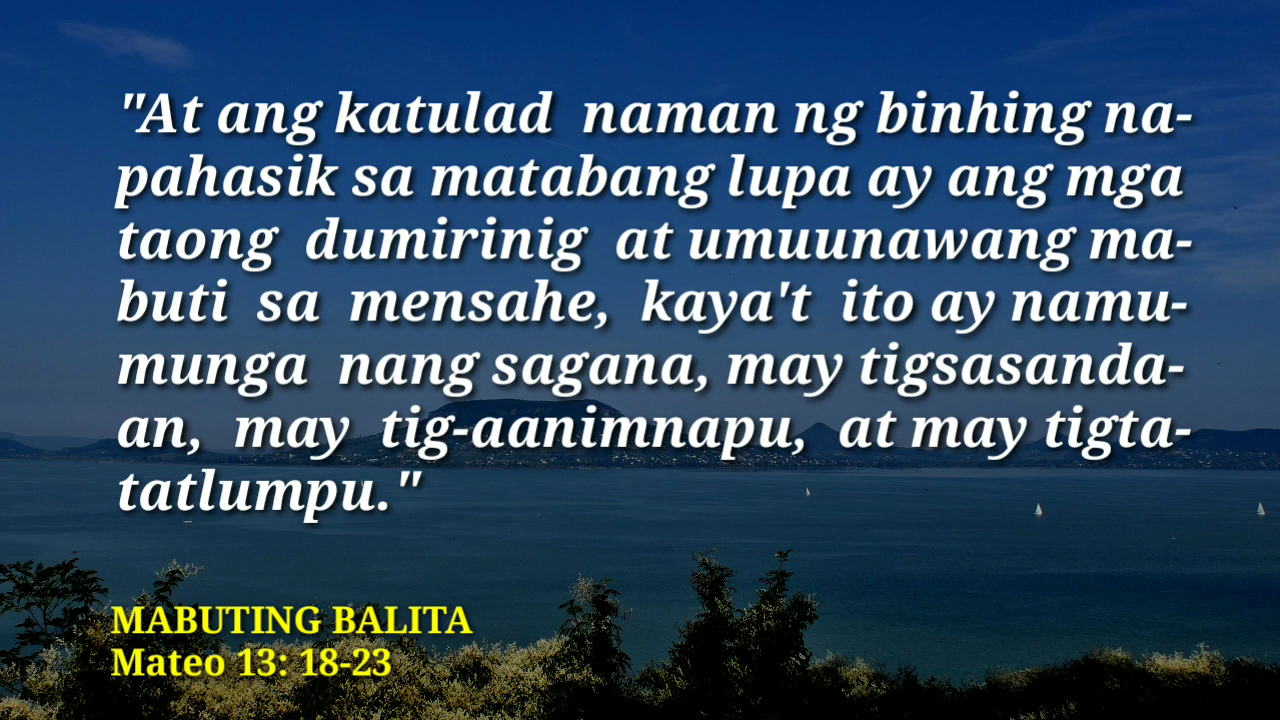 "At ang katulad naman ng binhing na-
pahasik sa matabang lupa ay ang mga
taong dumirinig at umuunawang ma-
buti sa mensahe, kaya't ito ay namu-
munga nang sagana, may tigsasanda-
an, may tig-aanimnapu, at may tigta-
tatlumpu."
MABUTING BALITA
Mateo 13: 18-23